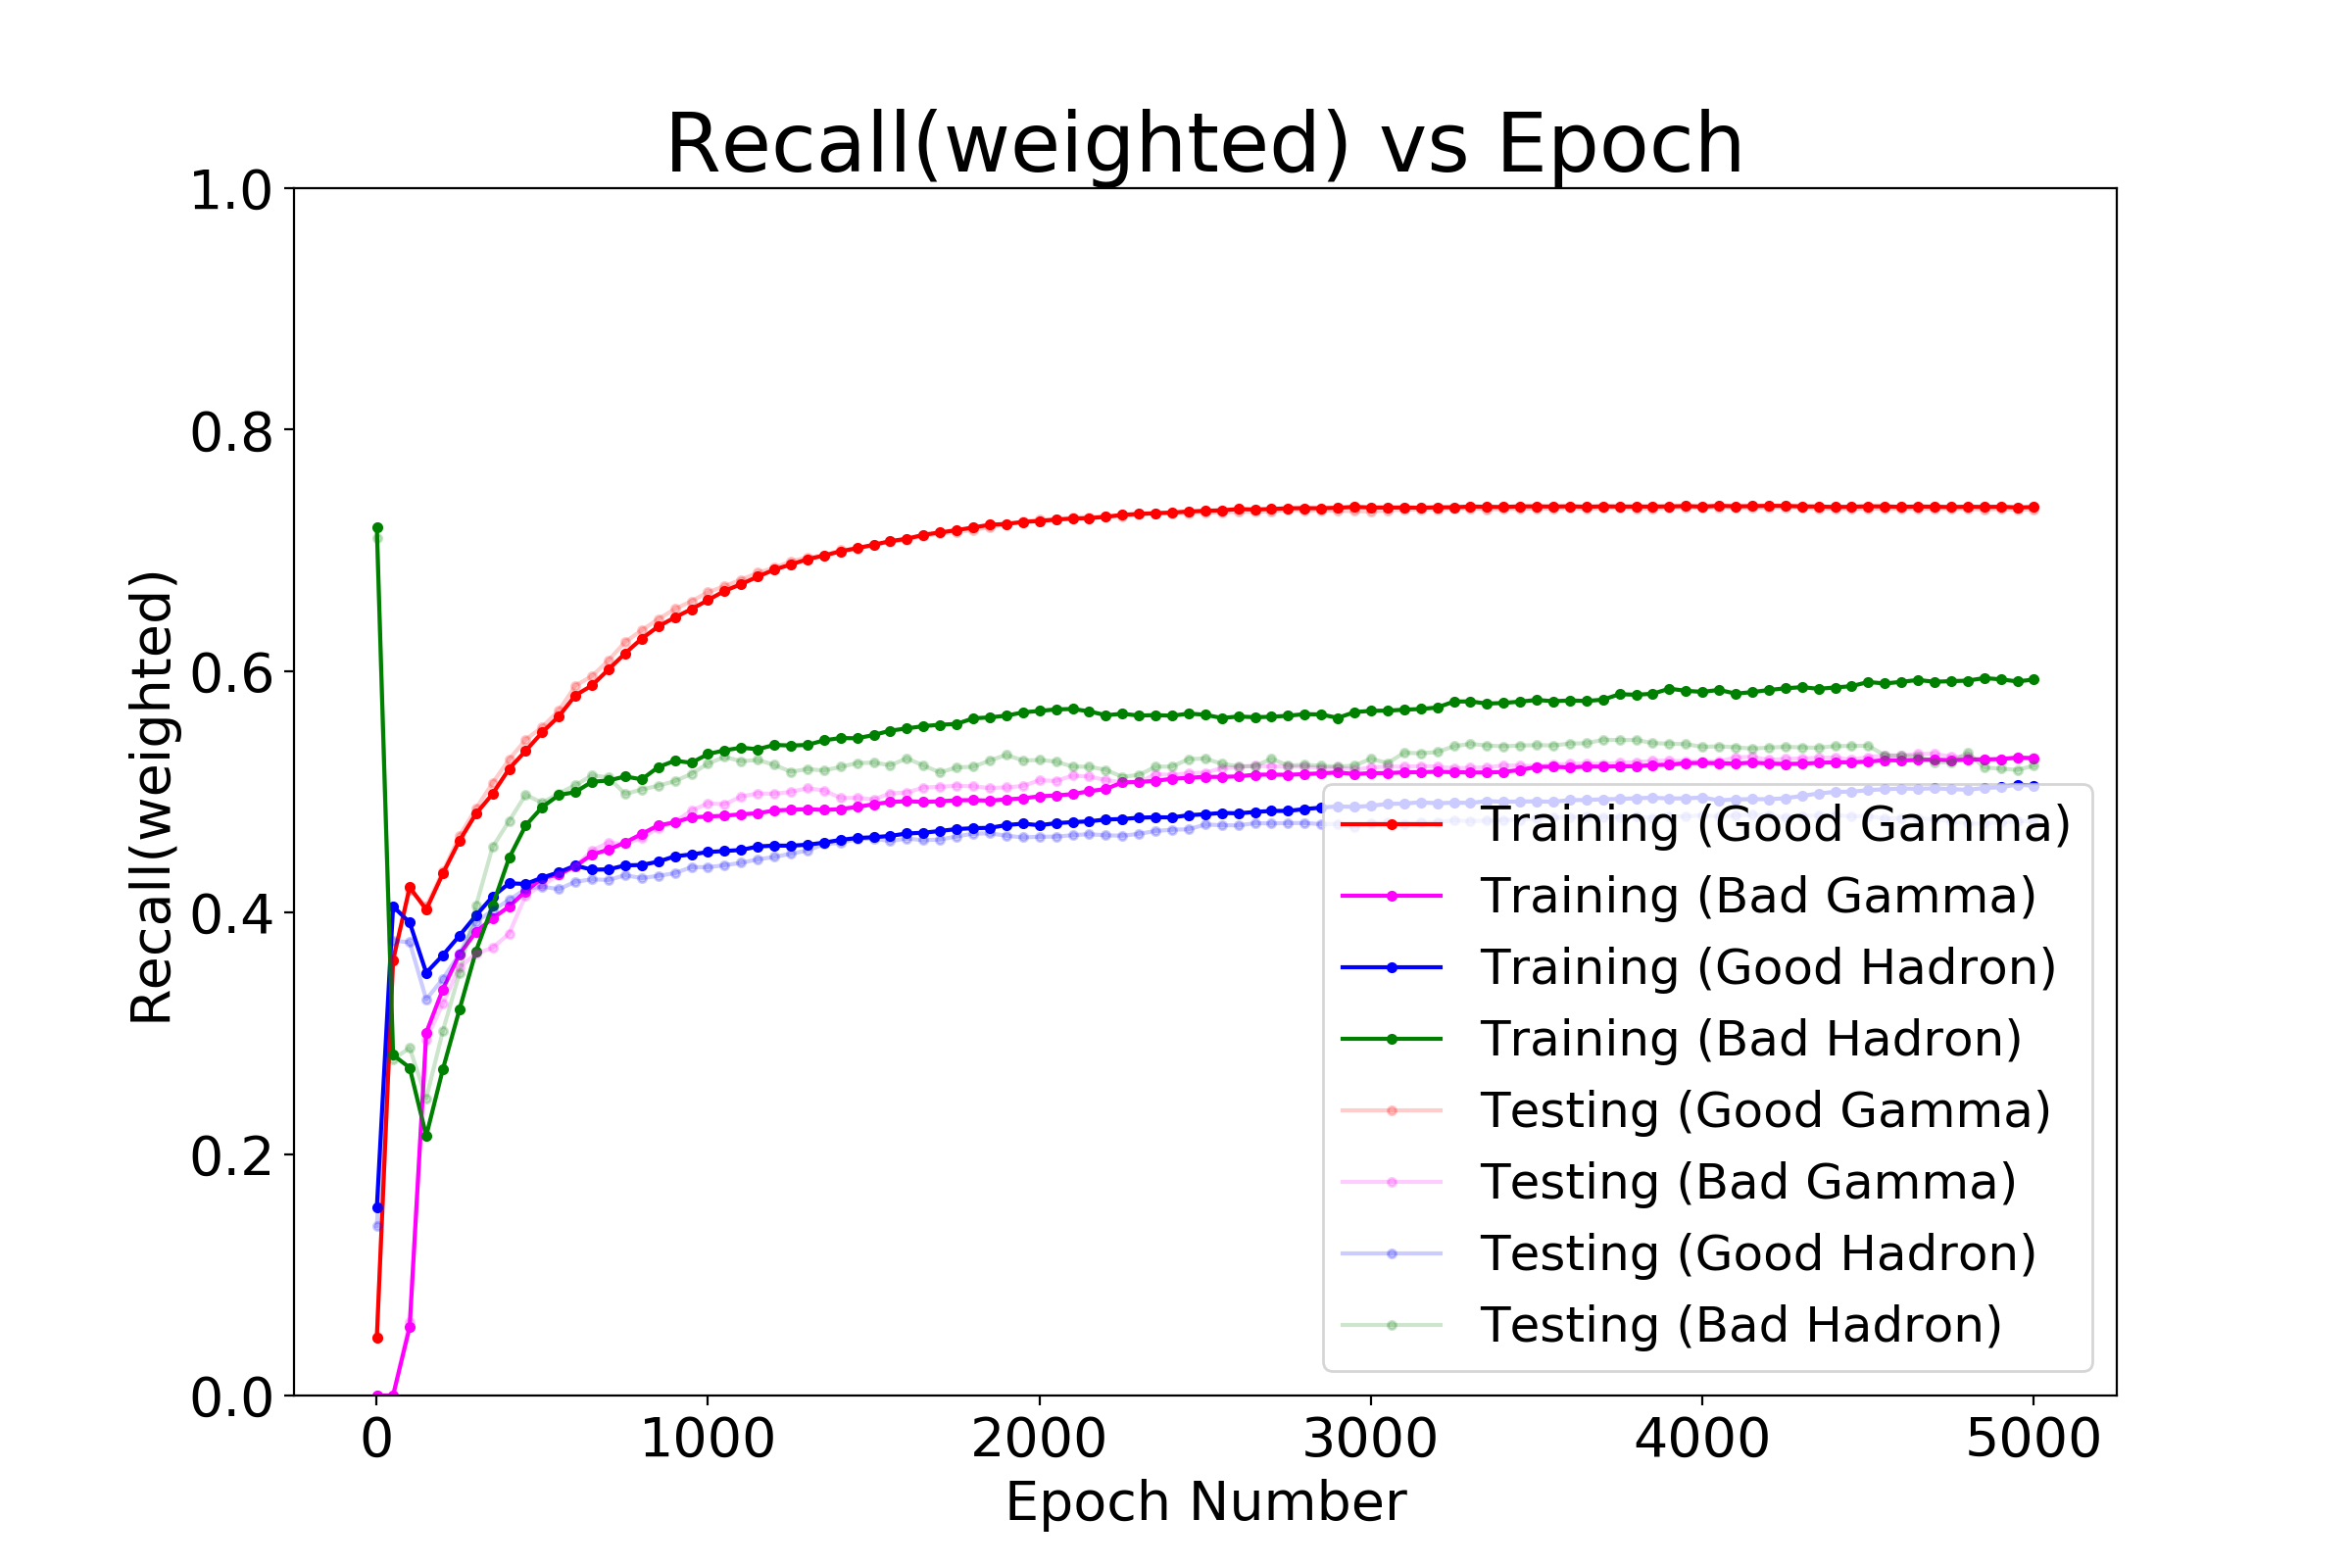 Recall(weighted) vs Epoch
1.0
0.8
0.6
0.4
0.2
0.0
Recall(weighted)
0 1000 2000 3000 4000 5000
Epoch Number
Training (Good Gamma)
Training (Bad Gamma)
Training (Good Hadron)
Training (Bad Hadron)
Testing (Good Gamma)
Testing (Bad Gamma)
Testing (Good Hadron)
Testing (Bad Hadron)